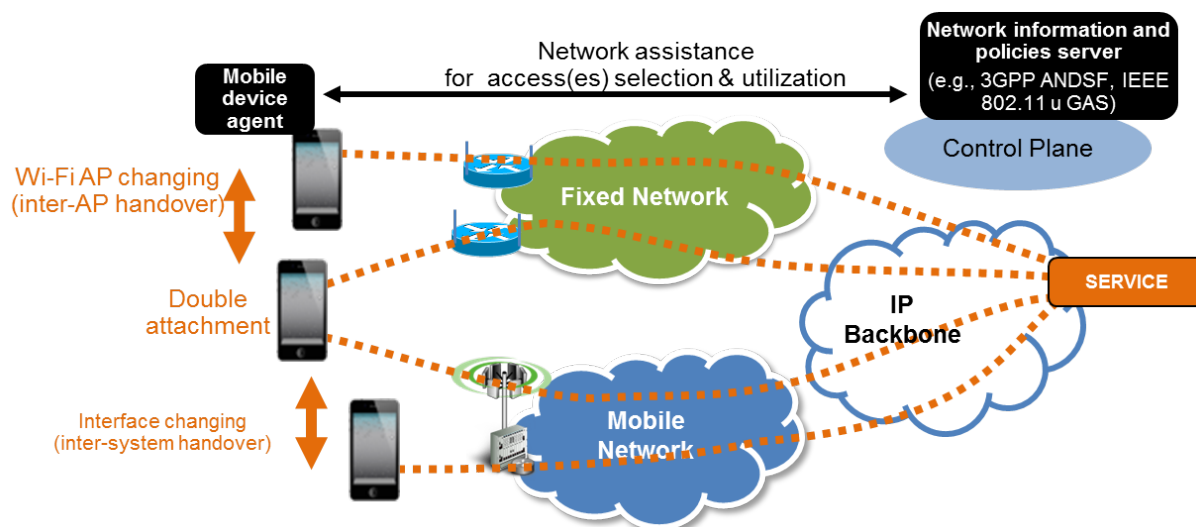 Network assistance
for access(es) selection & utilization
Network information and
policies server
(e.g., 3GPP ANDSF, IEEE
802.11 u GAS)
Mobile
device
agent
Control Plane
Wi-Fi AP changing
(inter-AP handover)
Fixed Network
Double
attachment
SERVICE
IP
Backbone
Interface changing
(inter-system handover)
Mobile
Network